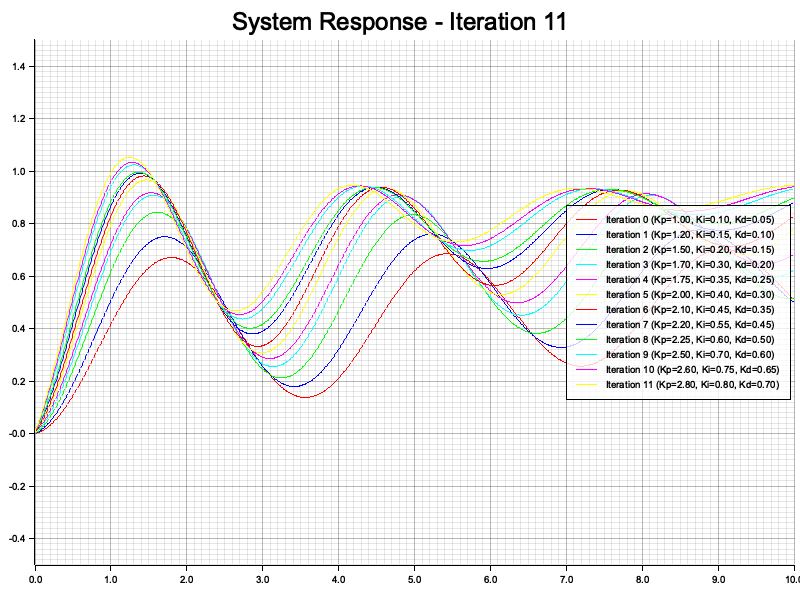 System Response - Iteration 11
1.4
1.2
1.0
0.8
0.6
0.4
0.2
-0.0
-0.2
-0.4
0.0 1.0 2.0 3.0 4.0 5.0 6.0 7.0 8.0 9.0 10.0
Iteration 0 (Kp=1.00, Ki=0.10, Kd=0.05)
Iteration 1 (Kp=1.20, Ki=0.15, Kd=0.10)
Iteration 2 (Kp=1.50, Ki=0.20, Kd=0.15)
Iteration 3 (Kp=1.70, Ki=0.30, Kd=0.20)
Iteration 4 (Kp=1.75, Ki=0.35, Kd=0.25)
Iteration 5 (Kp=2.00, Ki=0.40, Kd=0.30)
Iteration 6 (Kp=2.10, Ki=0.45, Kd=0.35)
Iteration 7 (Kp=2.20, Ki=0.55, Kd=0.45)
Iteration 8 (Kp=2.25, Ki=0.60, Kd=0.50)
Iteration 9 (Kp=2.50, Ki=0.70, Kd=0.60)
Iteration 10 (Kp=2.60, Ki=0.75, Kd=0.65)
Iteration 11 (Kp=2.80, Ki=0.80, Kd=0.70)